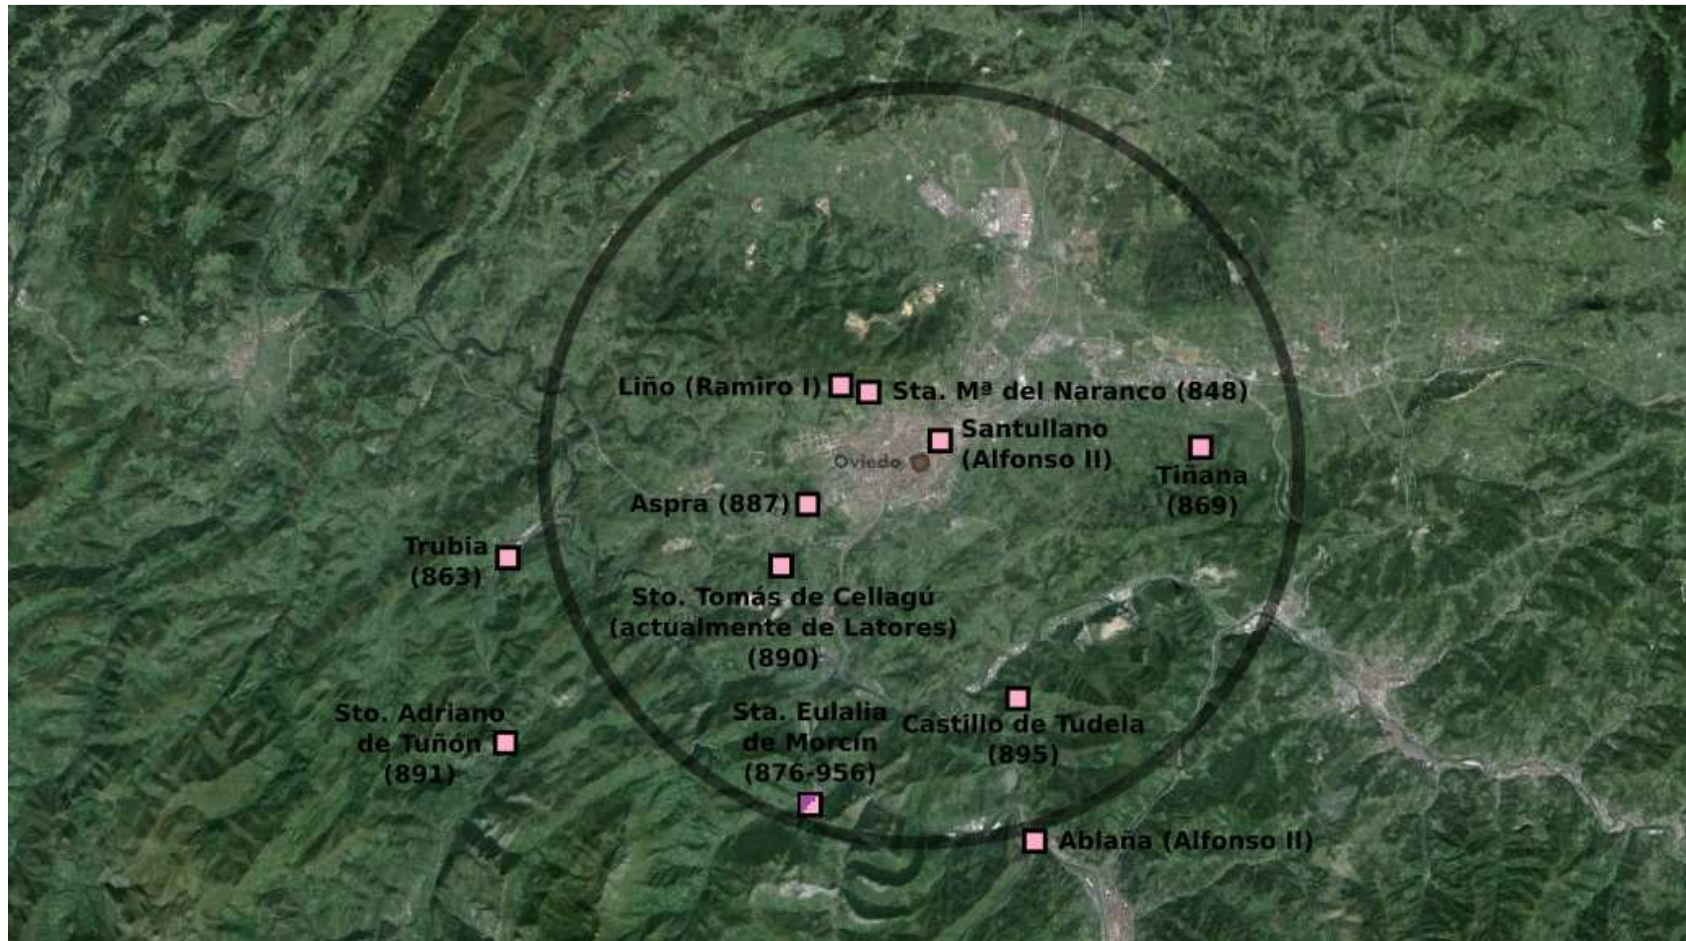 Liño (Ramiro I)
Sta. Mª del Naranco (848)
Santullano
(Alfonso II)
Oviedo
Tiñana
(869)
Aspra (887)
Trubia
(863)
Sto. Tomás de Cellagú
(actualmente de Latores)
(890)
Sto. Adriano
de Tuñón
(891)
Sta. Eulalia
de Morcín
(876-956)
Castillo de Tudela
(895)
Ablaña (Alfonso II)